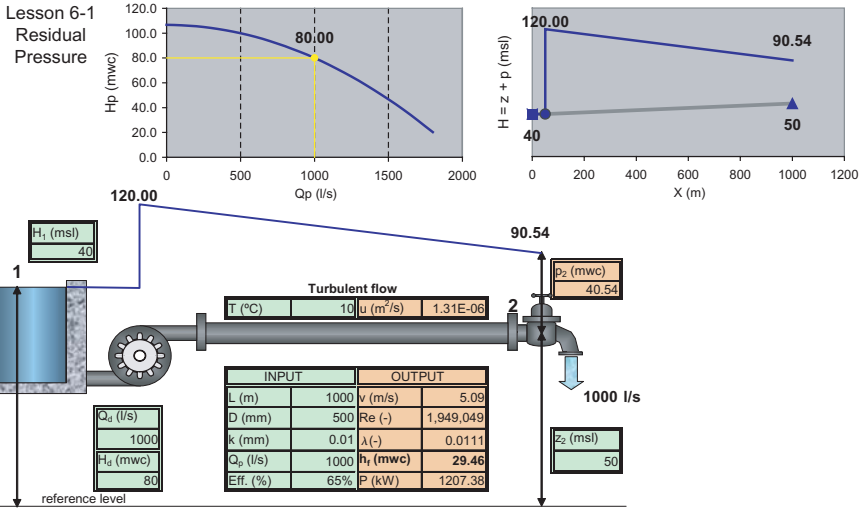 Lesson 6-1
Residual
Pressure
Hp (mwc)
120.0
100.0
80.0
60.0
40.0
20.0
0.0
80.00
0 500 1000 1500 2000
Qp (l/s)
H = z + p (msl)
120.00
90.54
40
50
0 200 400 600 800 1000 1200
X (m)
120.00
90.54
H₁ (msl)
40
1
p₂ (mwc)
40.54
Turbulent flow
T (ºC) 10 υ (m²/s) 1.31E-06
2
1000 l/s
INPUT OUTPUT
L (m) 1000 v (m/s) 5.09
D (mm) 500 Re (-) 1,949,049
k (mm) 0.01 λ (-) 0.0111
Qₚ (l/s) 1000 hf (mwc) 29.46
Eff. (%) 65% P (kW) 1207.38
Qd (l/s)
1000
Hd (mwc)
80
z₂ (msl)
50
reference level